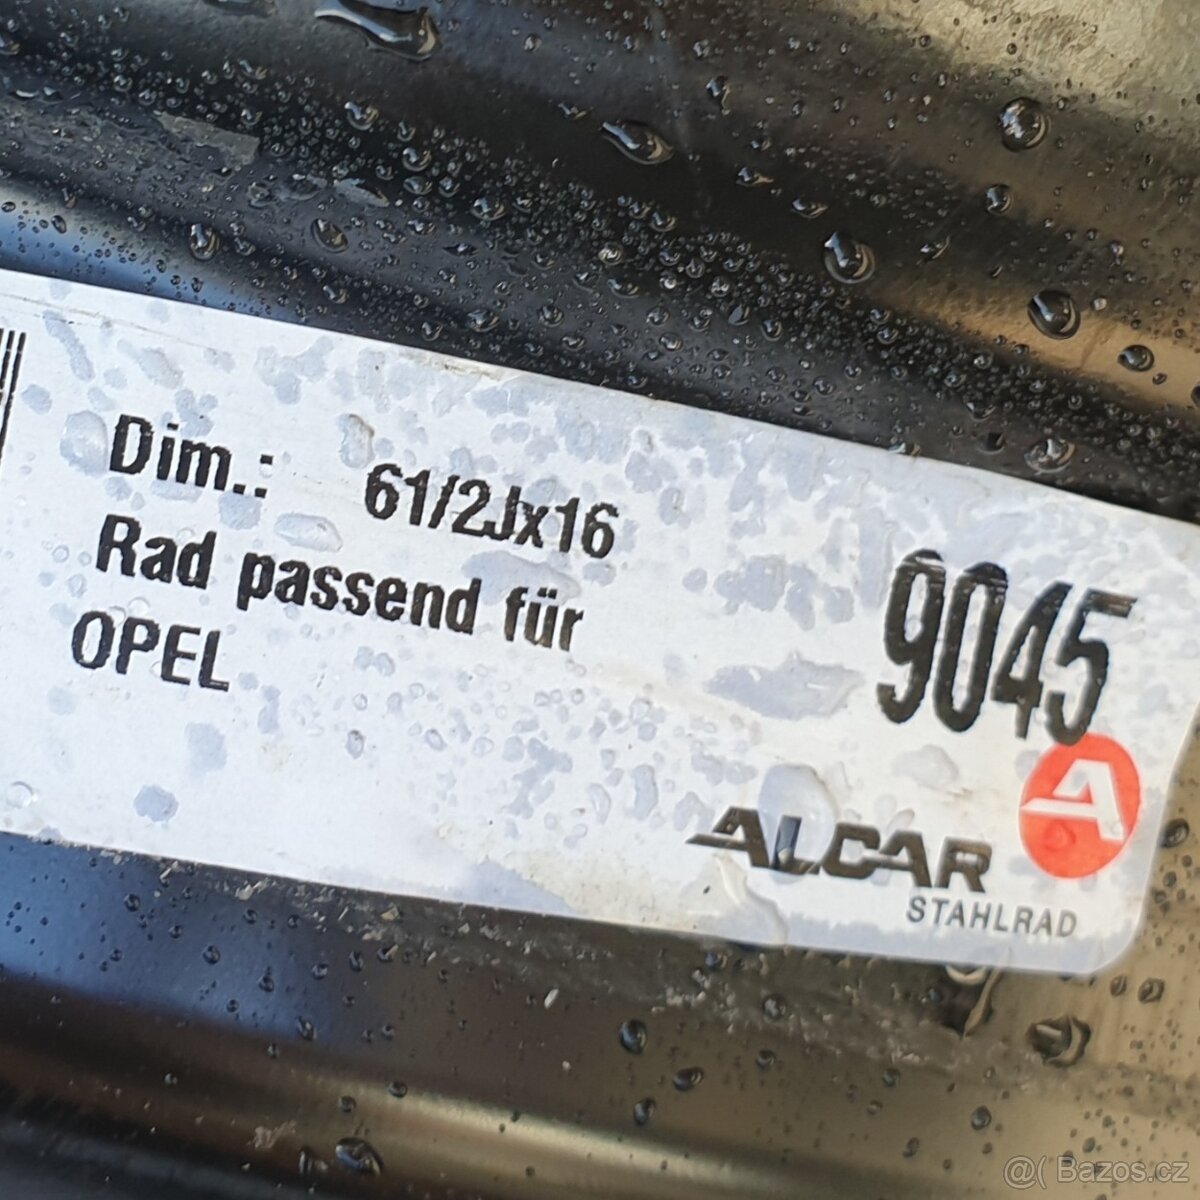 Dim.: 61/2Jx16
Rad passend für
OPEL
9045
ALCAR
STAHLRAD
@( Bazos.cz